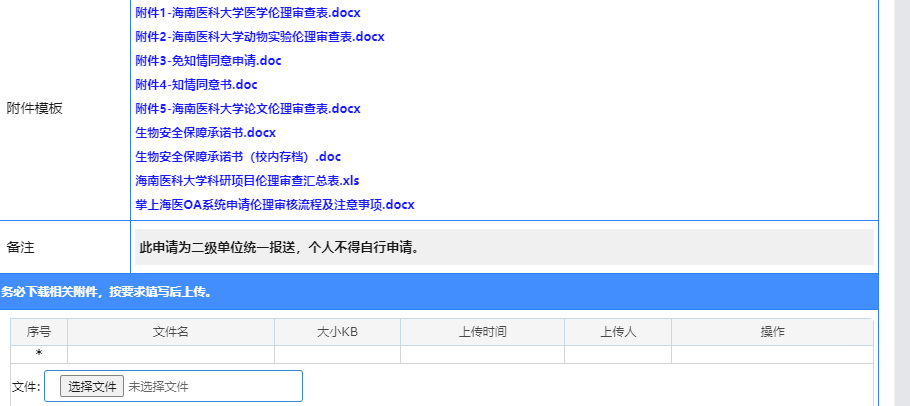 附件1-海南医科大学医学伦理审查表.docx
附件2-海南医科大学动物实验伦理审查表.docx
附件3-免知情同意申请.doc
附件4-知情同意书.doc
附件模板
附件5-海南医科大学论文伦理审查表.docx
生物安全保障承诺书.docx
生物安全保障承诺书（校内存档）.doc
海南医科大学科研项目伦理审查汇总表.xls
掌上海医OA系统申请伦理审核流程及注意事项.docx
备注 此申请为二级单位统一报送，个人不得自行申请。
务必下载相关附件，按要求填写后上传。
序号 文件名 大小KB 上传时间 上传人 操作
*
文件: 选择文件 未选择文件